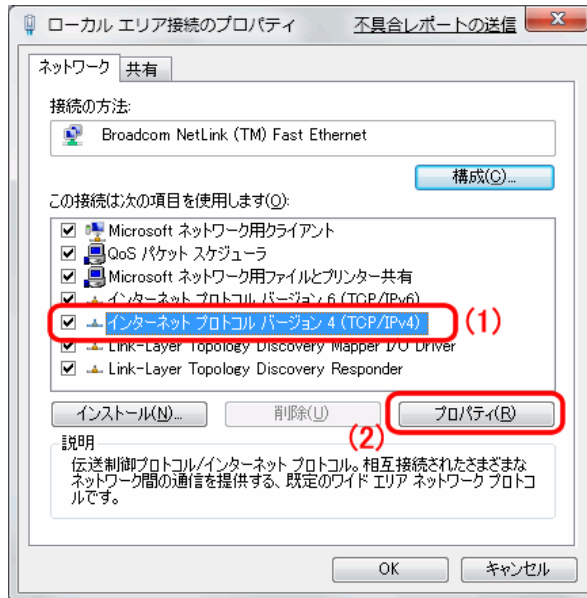 ローカル エリア接続のプロパティ 不具合レポートの送信
ネットワーク 共有
接続の方法:
Broadcom NetLink (TM) Fast Ethernet
構成(C)...
この接続は次の項目を使用します(O):
Microsoft ネットワーク用クライアント
QoS パケット スケジューラ
Microsoft ネットワーク用ファイルとプリンター共有
インターネット プロトコル バージョン 6 (TCP/IPv6)
インターネット プロトコル バージョン 4 (TCP/IPv4) (1)
Link-Layer Topology Discovery Mapper I/O Driver
Link-Layer Topology Discovery Responder
インストール(N)... 削除(U) プロパティ(R)
(2)
説明
伝送制御プロトコル/インターネット プロトコル。相互接続されたさまざまな
ネットワーク間の通信を提供する、既定のワイド エリア ネットワーク プロトコ
ルです。
OK キャンセル